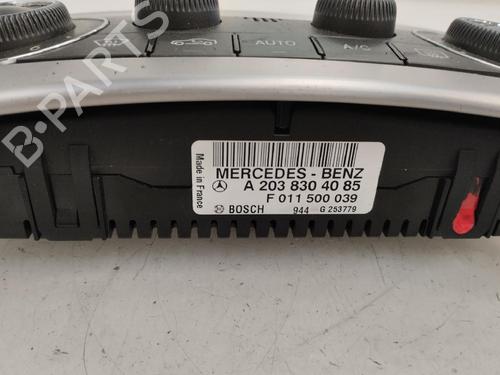 AUTO
A/C
Made in France
MERCEDES - BENZ
A 203 830 40 85
F 011 500 039
BOSCH 944 G 253779
B-PARTS